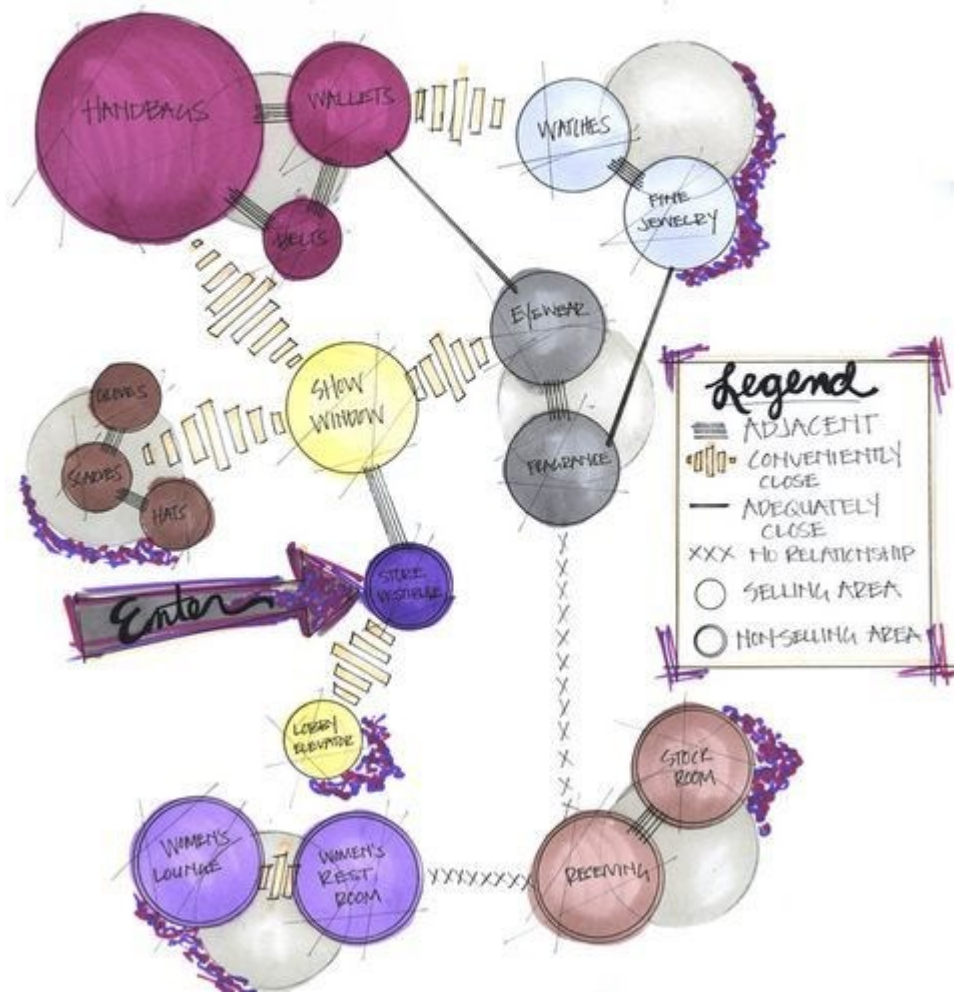 HANDBAGS
WALLETS
BELTS
WATCHES
FINE
JEWELRY
EYEWEAR
FRAGRANCE
SHOW
WINDOW
GLOVES
SCARVES
HATS
STORE
VESTIBULE
Enter
LOBBY
ELEVATOR
WOMEN'S
LOUNGE
WOMEN'S
REST
ROOM
RECEIVING
STOCK
ROOM
Legend
ADJACENT
CONVENIENTLY
CLOSE
ADEQUATELY
CLOSE
XXX NO RELATIONSHIP
SELLING AREA
NON-SELLING AREA